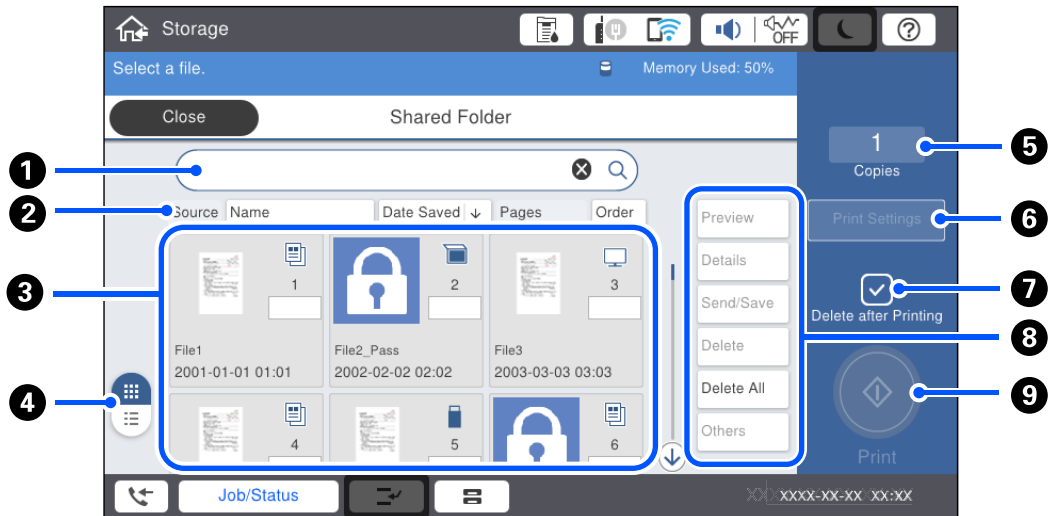 Storage
OFF
Select a file.
Memory Used: 50%
Close
Shared Folder
1
Copies
5
1
2
Source
Name
Date Saved
Pages
Order
Preview
Print Settings
6
1
2
3
Details
3
Send/Save
7
Delete after Printing
File1
File2_Pass
File3
Delete
8
2001-01-01 01:01
2002-02-02 02:02
2003-03-03 03:03
Delete All
4
9
4
5
6
Others
Print
Job/Status
XXXX-XX-XX XX:XX